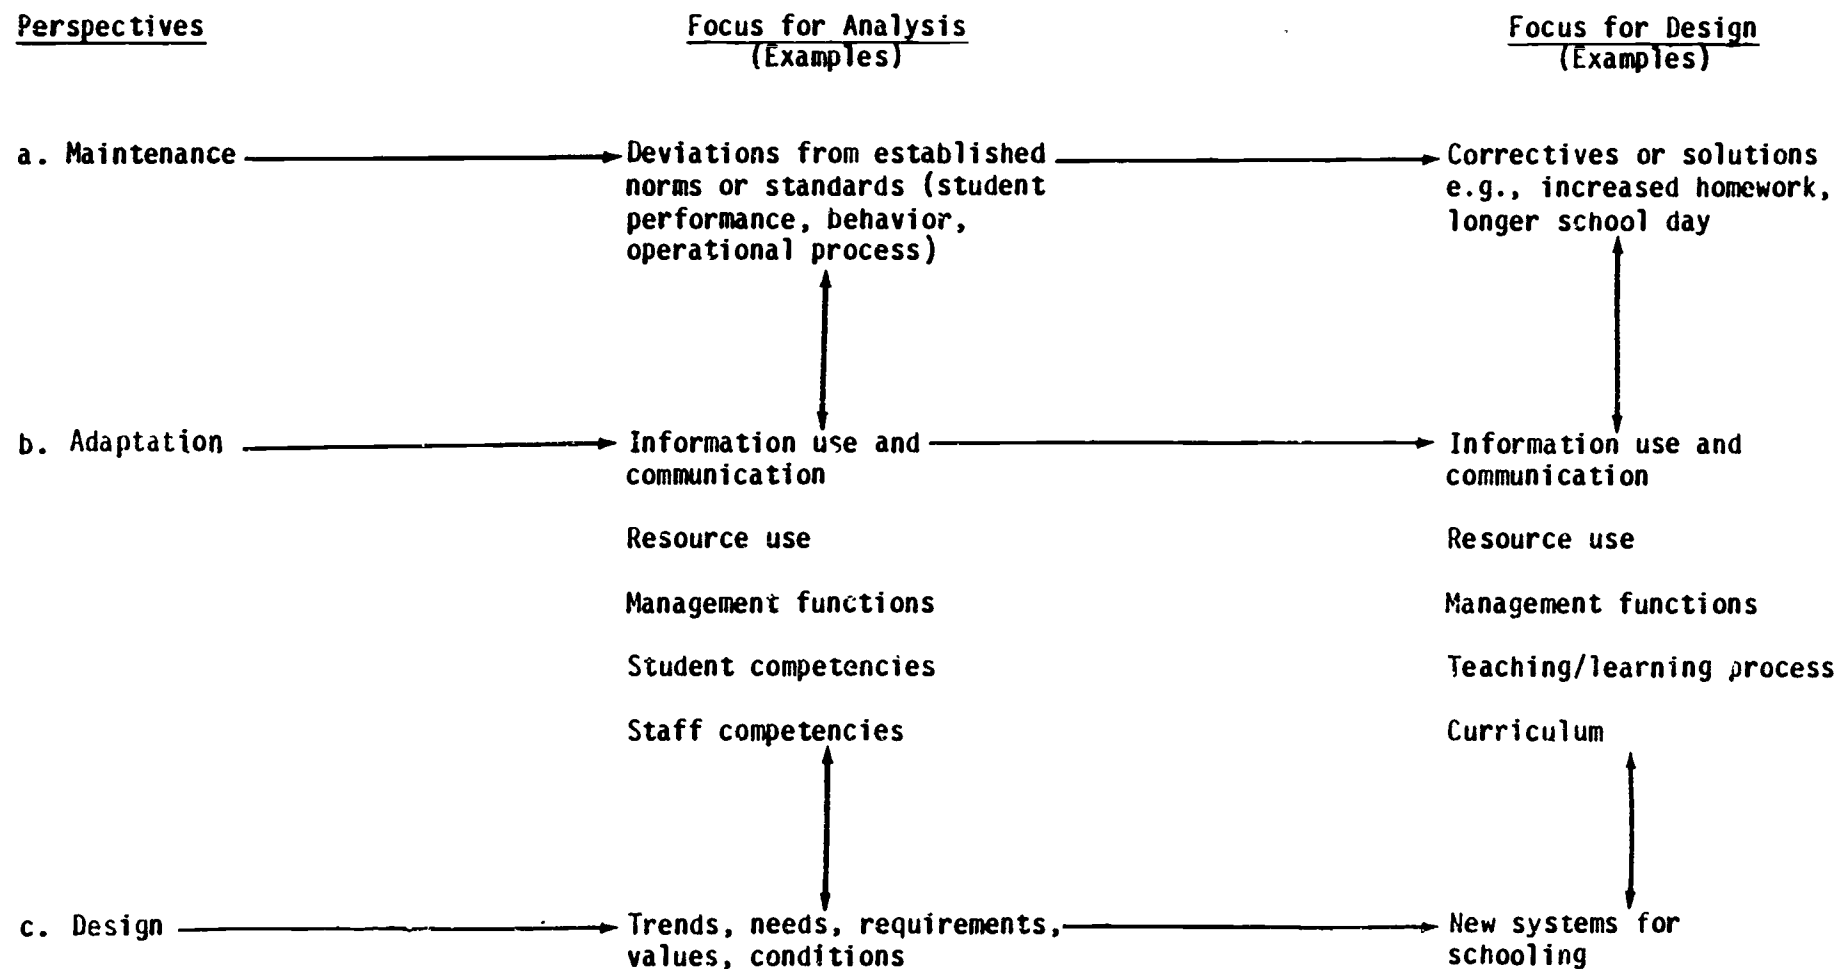 Perspectives
Focus for Analysis
(Examples)
Focus for Design
(Examples)
a. Maintenance
Deviations from established
norms or standards (student
performance, behavior,
operational process)
Correctives or solutions
e.g., increased homework,
longer school day
b. Adaptation
Information use and
communication
Resource use
Management functions
Student competencies
Staff competencies
Information use and
communication
Resource use
Management functions
Teaching/learning process
Curriculum
c. Design
Trends, needs, requirements,
values, conditions
New systems for
schooling